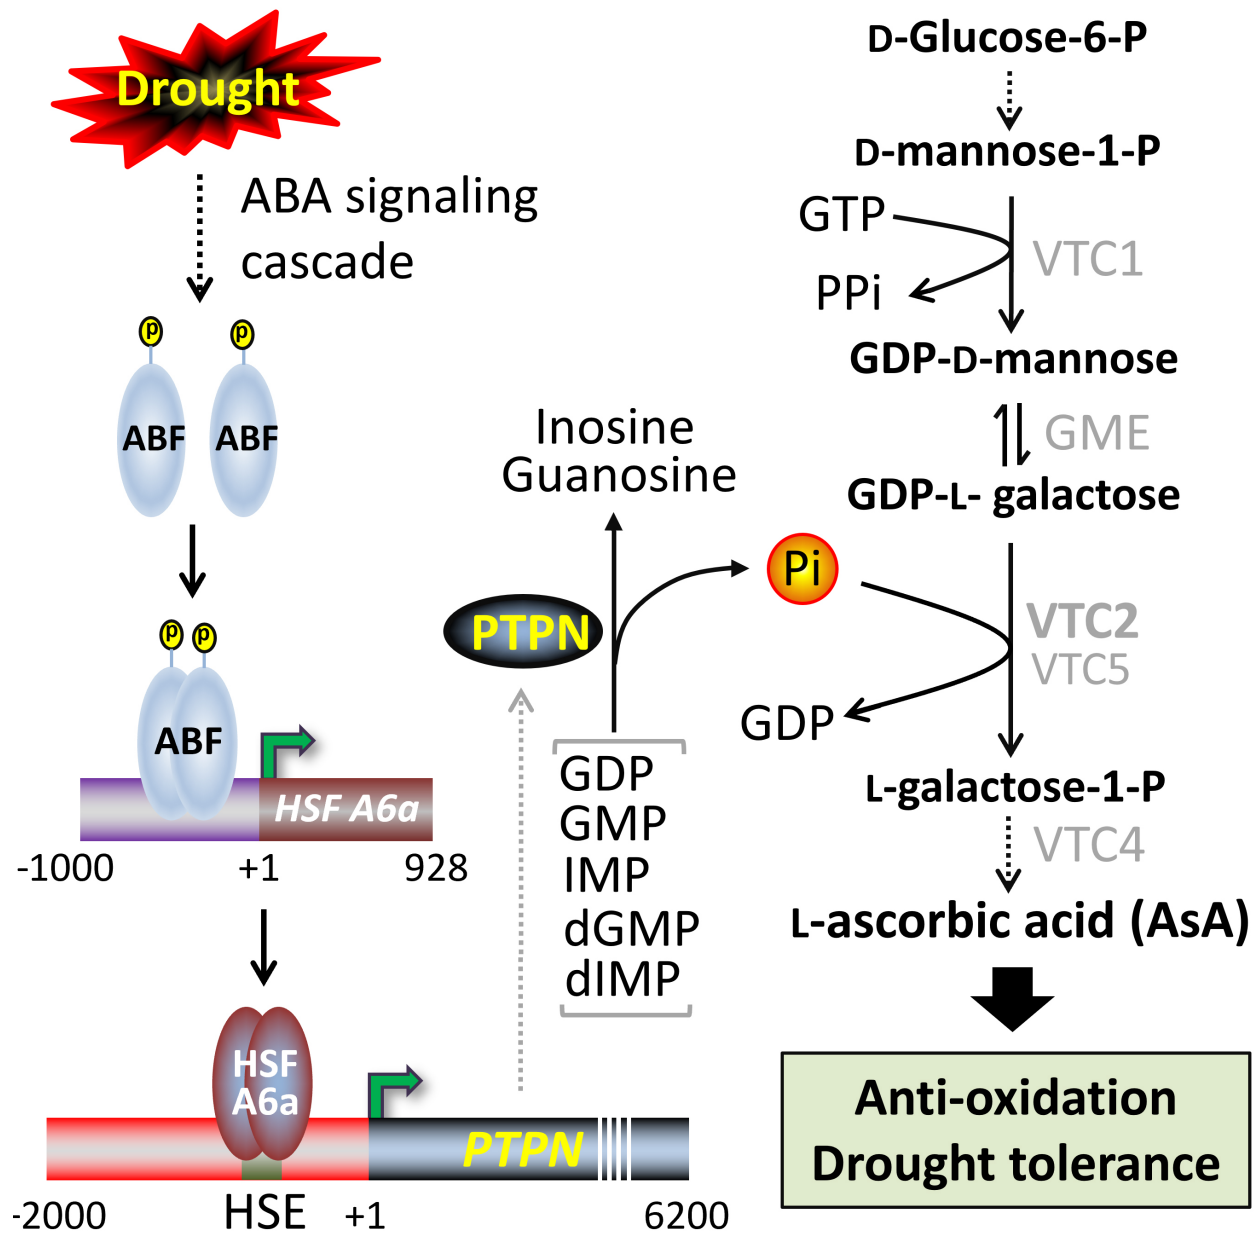 Drought
ABA signaling
cascade
p
p
ABF
ABF
p
p
ABF
HSF A6a
-1000
+1
928
HSF
A6a
PTPN
-2000
HSE
+1
6200
Inosine
Guanosine
PTPN
Pi
GDP
GDP
GMP
IMP
dGMP
dIMP
D-Glucose-6-P
D-mannose-1-P
GTP
VTC1
PPi
GDP-D-mannose
GME
GDP-L- galactose
VTC2
VTC5
L-galactose-1-P
VTC4
L-ascorbic acid (AsA)
Anti-oxidation
Drought tolerance